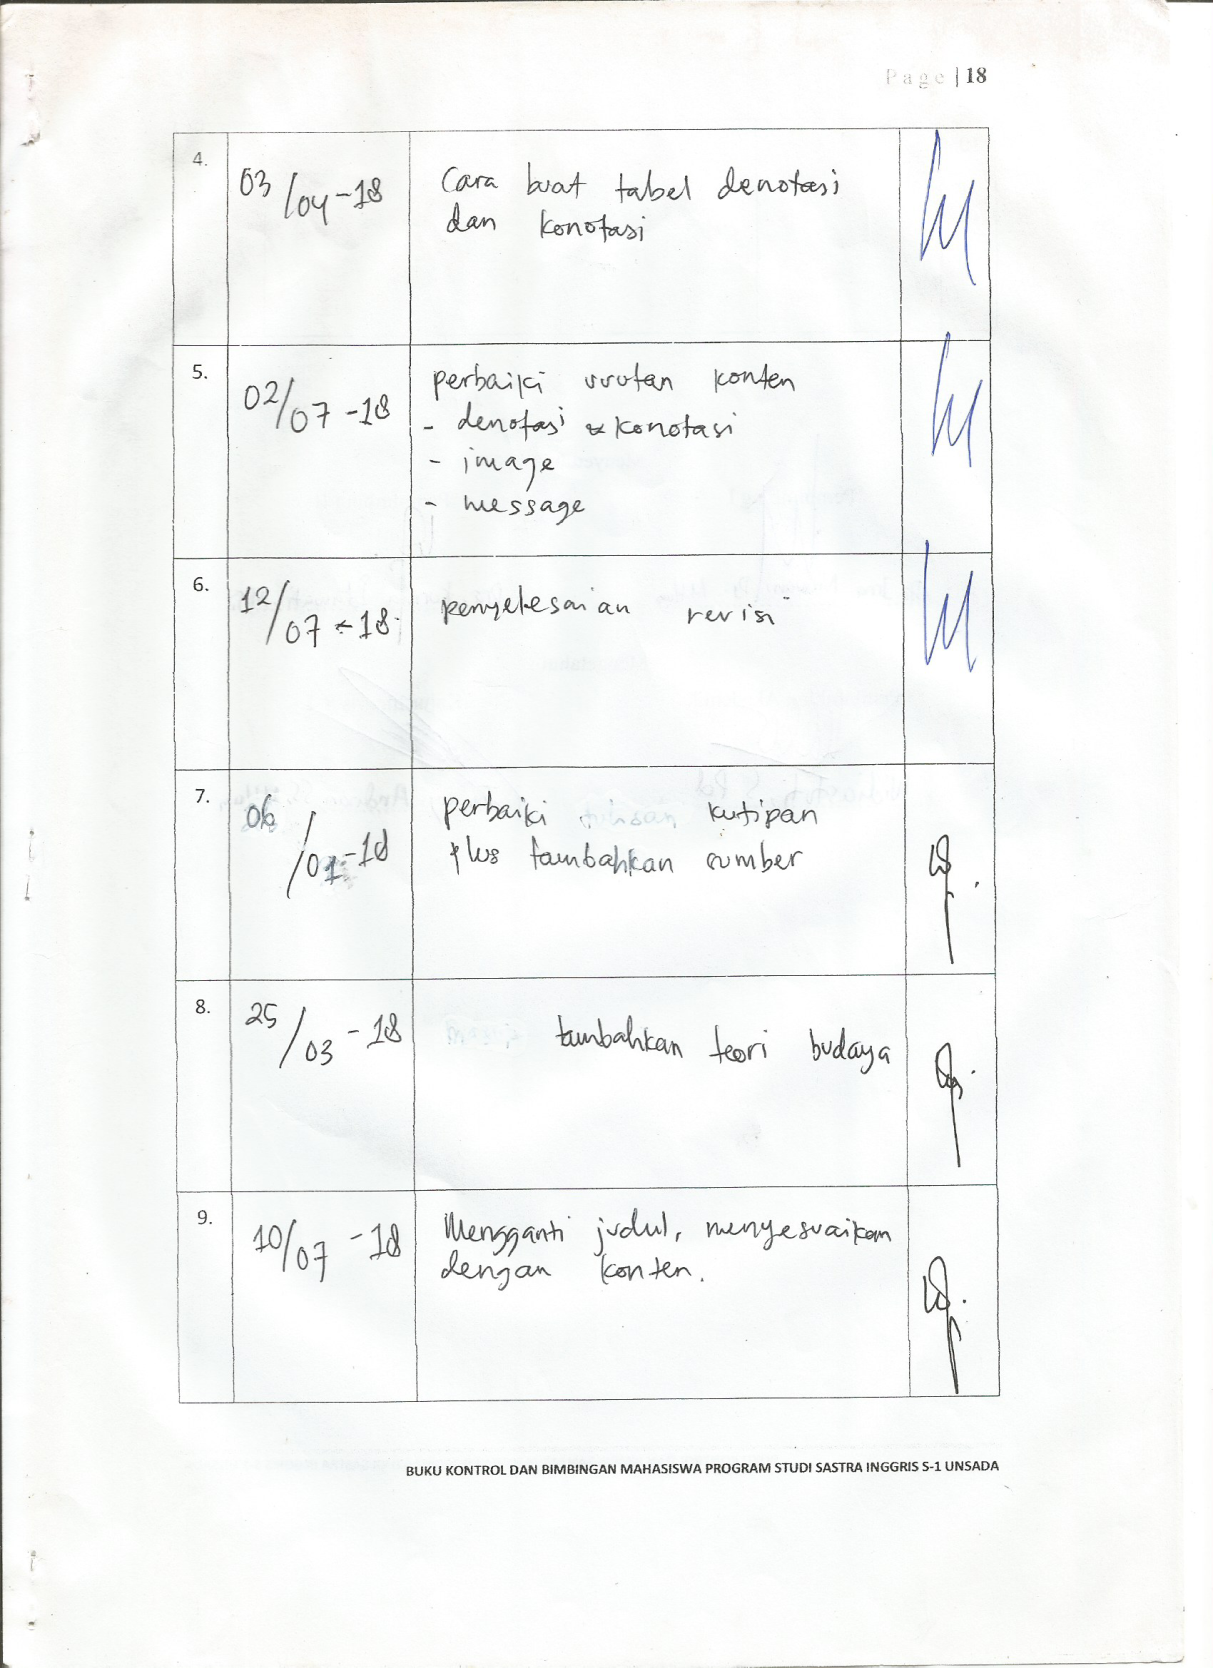 Page | 18
4.
03/04-18
Cara buat tabel denotasi
dan konotasi
5.
02/07-18
perbaiki urutan konten
- denotasi & konotasi
- image
- message
6.
12/07-18
penyelesaian revisi
7.
06/01-18
perbaiki tulisan kutipan
plus tambahkan sumber
8.
25/03-18
tambahkan teori budaya
9.
10/07-18
Mengganti judul, menyesuaikan
dengan konten.
BUKU KONTROL DAN BIMBINGAN MAHASISWA PROGRAM STUDI SASTRA INGGRIS S-1 UNSADA